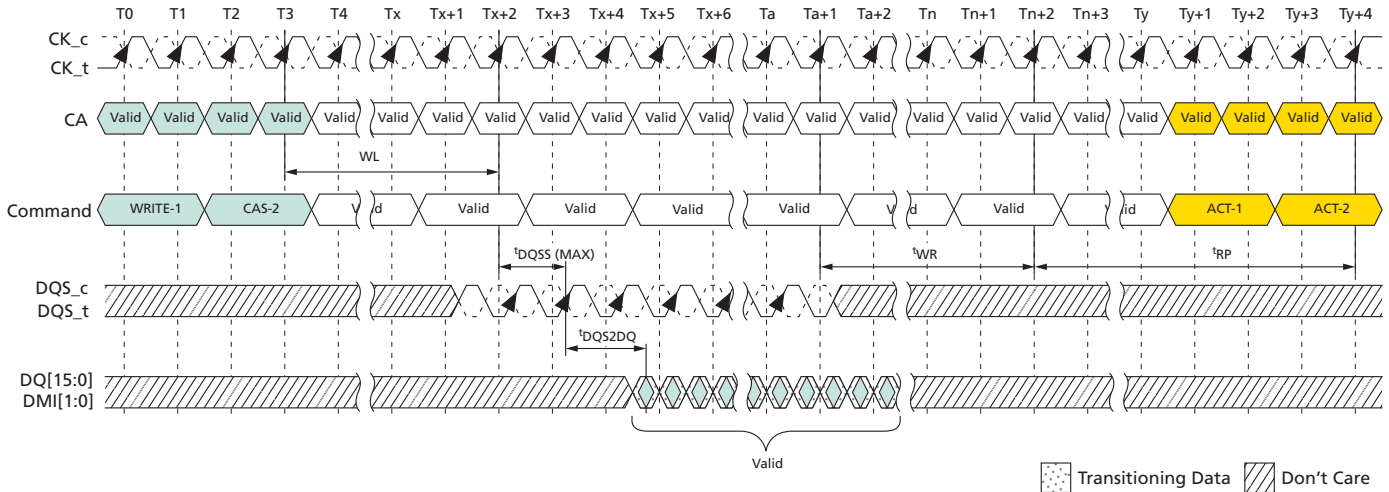 T0 T1 T2 T3 T4 Tx Tx+1 Tx+2 Tx+3 Tx+4 Tx+5 Tx+6 Ta Ta+1 Ta+2 Tn Tn+1 Tn+2 Tn+3 Ty Ty+1 Ty+2 Ty+3 Ty+4
CK_c
CK_t
CA Valid Valid Valid Valid Valid Valid Valid Valid Valid Valid Valid Valid Valid Valid Valid Valid Valid Valid Valid Valid Valid Valid Valid Valid
WL
Command WRITE-1 CAS-2 Valid Valid Valid Valid Valid Valid Valid Valid ACT-1 ACT-2
tDQSS (MAX) tWR tRP
DQS_c
DQS_t
tDQS2DQ
DQ[15:0]
DMI[1:0]
Valid
Transitioning Data Don't Care